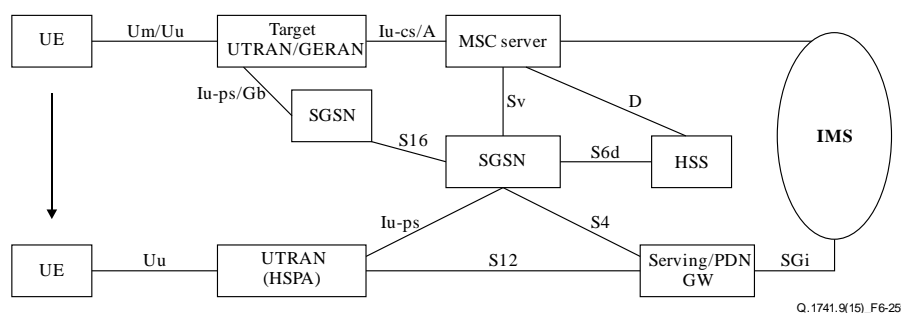 UE
Um/Uu
Target
UTRAN/GERAN
Iu-cs/A
MSC server
Iu-ps/Gb
SGSN
S16
Sv
D
SGSN
S6d
HSS
IMS
Iu-ps
S4
UE
Uu
UTRAN
(HSPA)
S12
Serving/PDN
GW
SGi
Q.1741.9(15)_F6-25